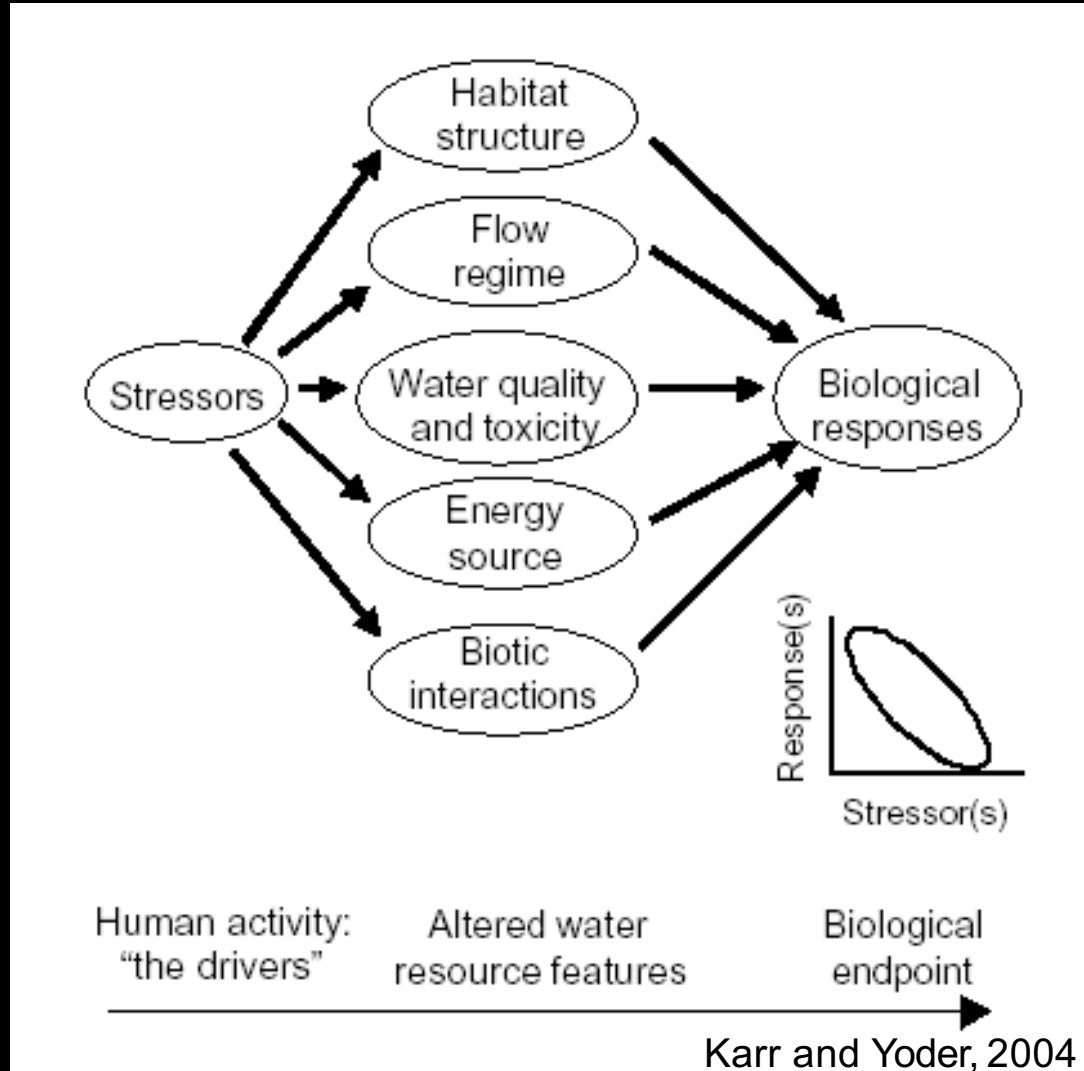 Habitat
structure
Flow
regime
Stressors
Water quality
and toxicity
Biological
responses
Energy
source
Biotic
interactions
Response(s)
Stressor(s)
Human activity:
“the drivers”
Altered water
resource features
Biological
endpoint
Karr and Yoder, 2004